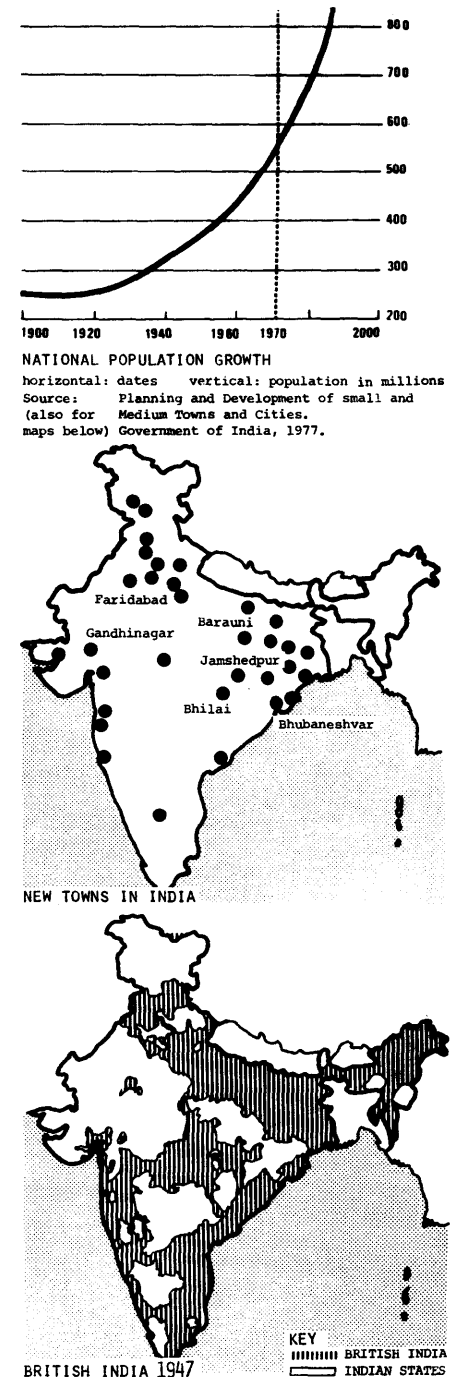 800
700
600
500
400
300
200
1900 1920 1940 1960 1970 2000
NATIONAL POPULATION GROWTH
horizontal: dates vertical: population in millions
Source: Planning and Development of small and
(also for Medium Towns and Cities.
maps below) Government of India, 1977.
Faridabad
Barauni
Gandhinagar
Jamshedpur
Bhilai
Bhubaneshvar
NEW TOWNS IN INDIA
KEY
BRITISH INDIA
INDIAN STATES
BRITISH INDIA 1947